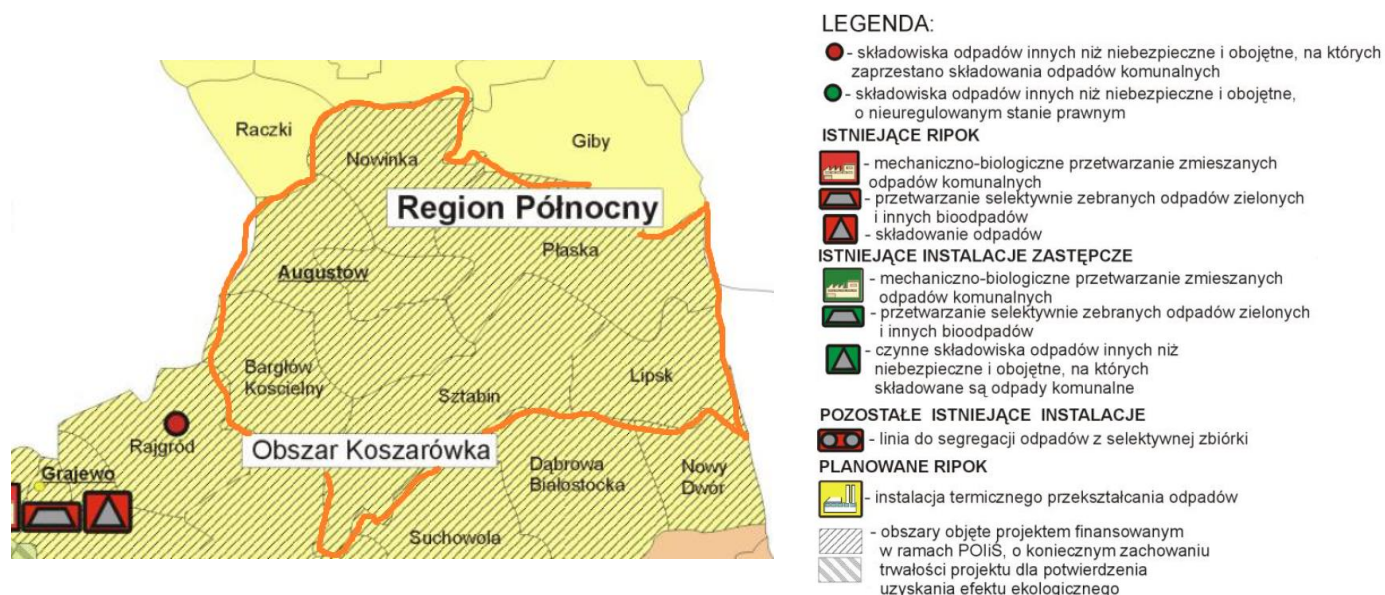 Raczki
Giby
Nowinka
Region Północny
Płaska
Augustów
Bargłów
Koscielny
Lipsk
Sztabin
Rajgród
Obszar Koszarówka
Grajewo
Dąbrowa
Białostocka
Nowy
Dwór
Suchowola
LEGENDA:
- składowiska odpadów innych niż niebezpieczne i obojętne, na których
zaprzestano składowania odpadów komunalnych
- składowiska odpadów innych niż niebezpieczne i obojętne,
o nieuregulowanym stanie prawnym
ISTNIEJĄCE RIPOK
- mechaniczno-biologiczne przetwarzanie zmieszanych
odpadów komunalnych
- przetwarzanie selektywnie zebranych odpadów zielonych
i innych bioodpadów
- składowanie odpadów
ISTNIEJĄCE INSTALACJE ZASTĘPCZE
- mechaniczno-biologiczne przetwarzanie zmieszanych
odpadów komunalnych
- przetwarzanie selektywnie zebranych odpadów zielonych
i innych bioodpadów
- czynne składowiska odpadów innych niż
niebezpieczne i obojętne, na których
składowane są odpady komunalne
POZOSTAŁE ISTNIEJĄCE INSTALACJE
- linia do segregacji odpadów z selektywnej zbiórki
PLANOWANE RIPOK
- instalacja termicznego przekształcania odpadów
- obszary objęte projektem finansowanym
w ramach POIiŚ, o koniecznym zachowaniu
trwałości projektu dla potwierdzenia
uzyskania efektu ekologicznego